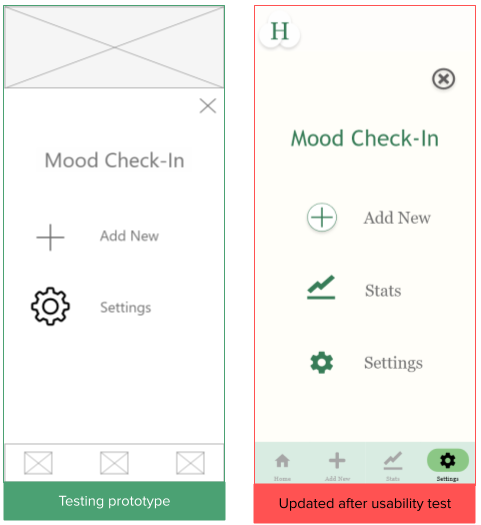 Mood Check-In
Add New
Settings
Testing prototype
H
Mood Check-In
Add New
Stats
Settings
Home
Add New
Stats
Settings
Updated after usability test